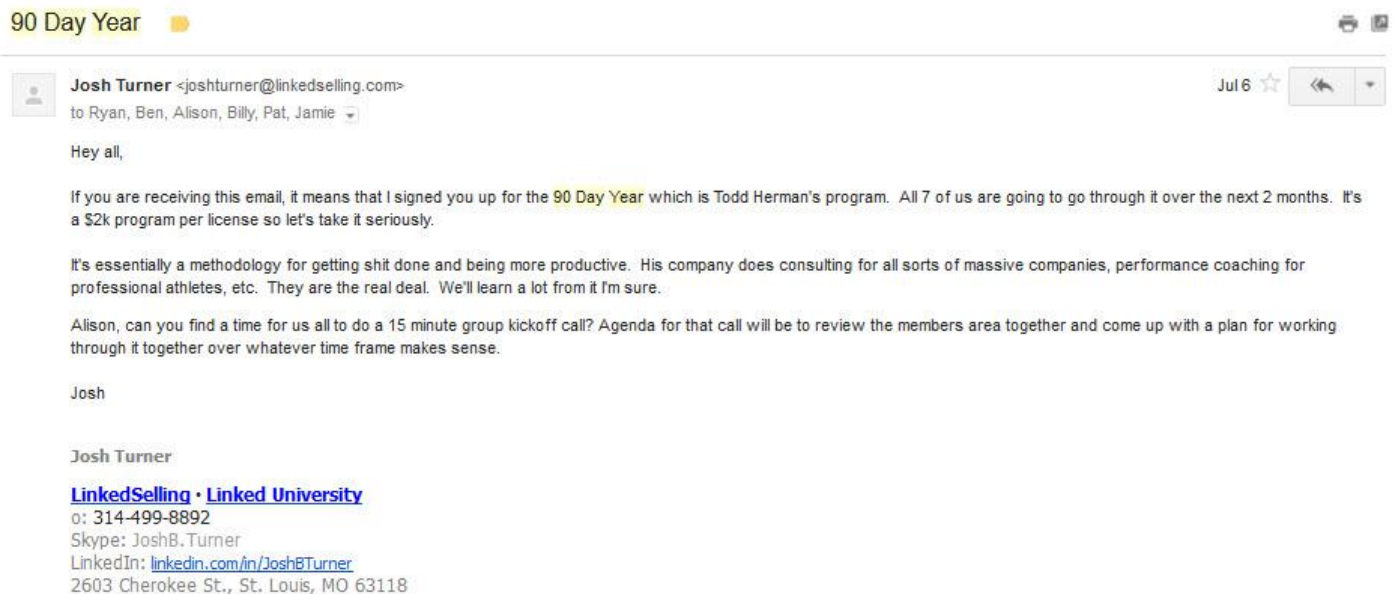 90 Day Year
Josh Turner <joshturner@linkedselling.com>
Jul 6
to Ryan, Ben, Alison, Billy, Pat, Jamie
Hey all,
If you are receiving this email, it means that I signed you up for the 90 Day Year which is Todd Herman's program. All 7 of us are going to go through it over the next 2 months. It's
a $2k program per license so let's take it seriously.
It's essentially a methodology for getting shit done and being more productive. His company does consulting for all sorts of massive companies, performance coaching for
professional athletes, etc. They are the real deal. We'll learn a lot from it I'm sure.
Alison, can you find a time for us all to do a 15 minute group kickoff call? Agenda for that call will be to review the members area together and come up with a plan for working
through it together over whatever time frame makes sense.
Josh
Josh Turner
LinkedSelling · Linked University
o: 314-499-8892
Skype: JoshB.Turner
LinkedIn: linkedin.com/in/JoshBTurner
2603 Cherokee St., St. Louis, MO 63118